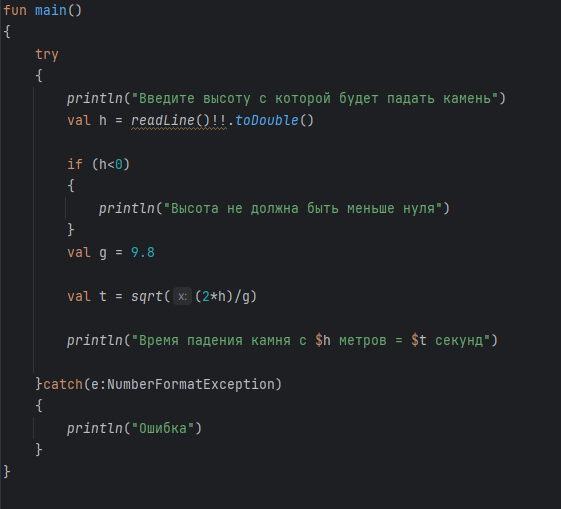 fun main()
{
try
{
println("Введите высоту с которой будет падать камень")
val h = readLine()!!.toDouble()
if (h<0)
{
println("Высота не должна быть меньше нуля")
}
val g = 9.8
val t = sqrt( x: (2*h)/g)
println("Время падения камня с $h метров = $t секунд")
}catch(e:NumberFormatException)
{
println("Ошибка")
}
}